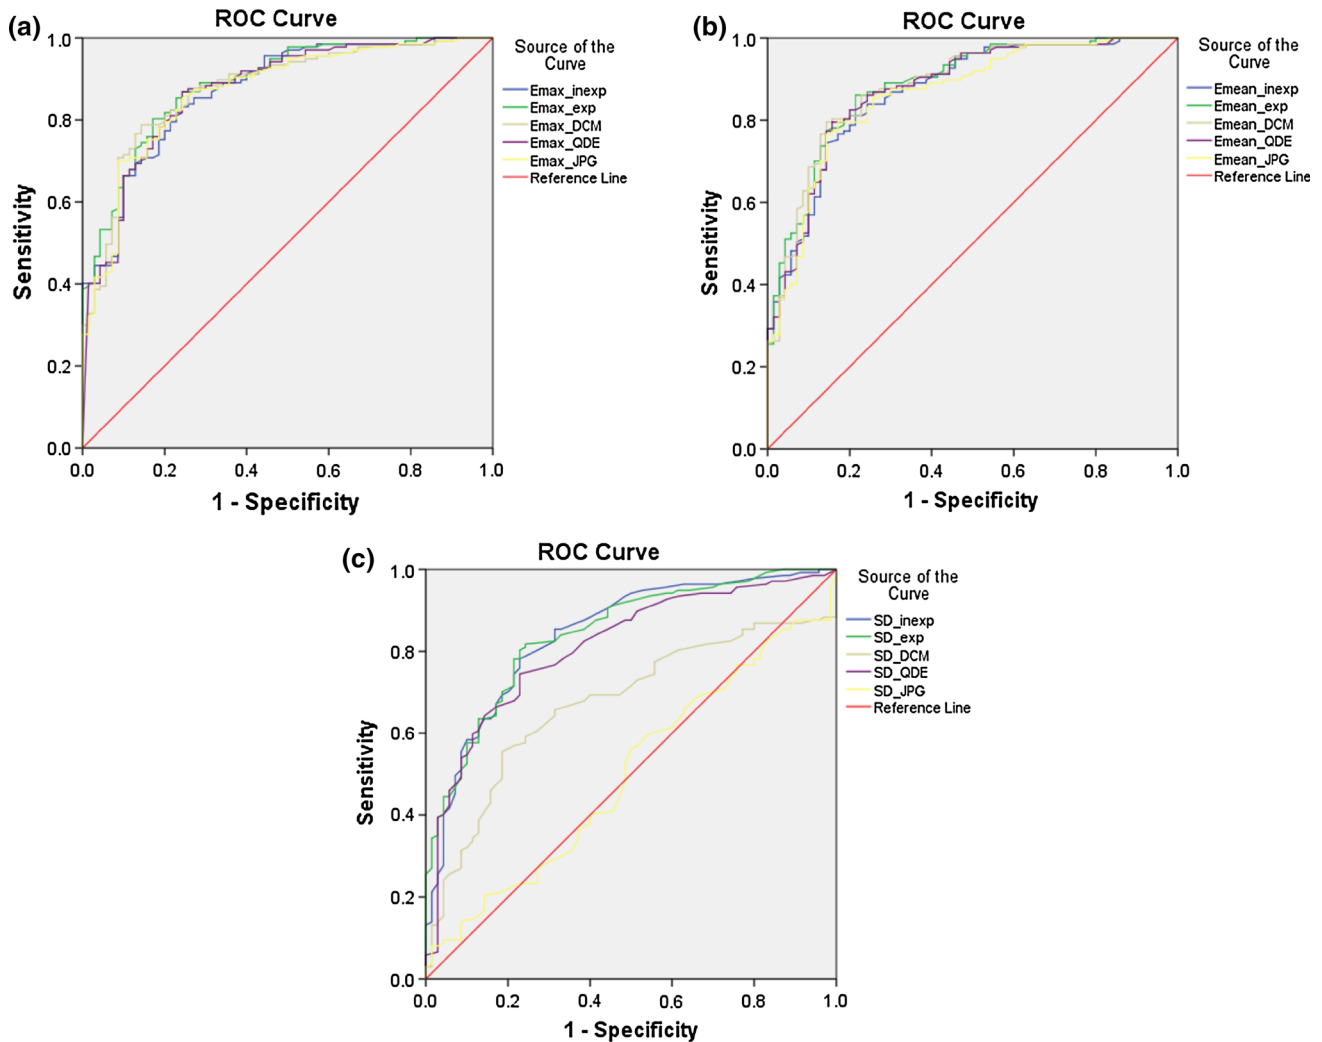 (a)
ROC Curve
1.0
0.8
0.6
0.4
0.2
0.0
Sensitivity
0.0 0.2 0.4 0.6 0.8 1.0
1 - Specificity
Source of the
Curve
Emax_inexp
Emax_exp
Emax_DCM
Emax_QDE
Emax_JPG
Reference Line
(b)
ROC Curve
1.0
0.8
0.6
0.4
0.2
0.0
Sensitivity
0.0 0.2 0.4 0.6 0.8 1.0
1 - Specificity
Source of the
Curve
Emean_inexp
Emean_exp
Emean_DCM
Emean_QDE
Emean_JPG
Reference Line
(c)
ROC Curve
1.0
0.8
0.6
0.4
0.2
0.0
Sensitivity
0.0 0.2 0.4 0.6 0.8 1.0
1 - Specificity
Source of the
Curve
SD_inexp
SD_exp
SD_DCM
SD_QDE
SD_JPG
Reference Line